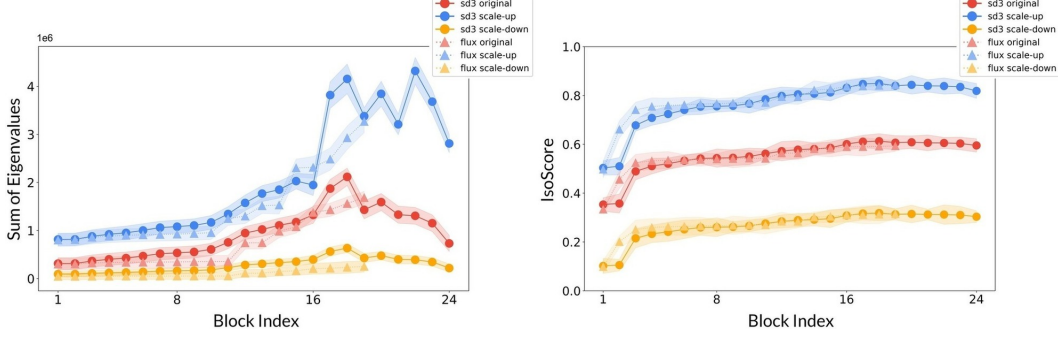 sd3 original
sd3 scale-up
sd3 scale-down
flux original
flux scale-up
flux scale-down
1e6
4
3
2
1
0
Sum of Eigenvalues
1 8 16 24
Block Index
sd3 original
sd3 scale-up
sd3 scale-down
flux original
flux scale-up
flux scale-down
1.0
0.8
0.6
0.4
0.2
0.0
IsoScore
1 8 16 24
Block Index